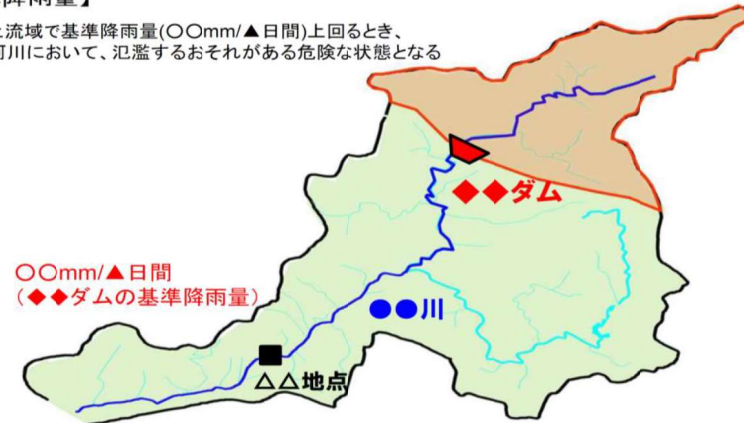 降雨量】
流域で基準降雨量(〇〇mm/▲日間)上回るとき、
川において、氾濫するおそれがある危険な状態となる
◆◆ダム
〇〇mm/▲日間
(◆◆ダムの基準降雨量)
●●川
△△地点